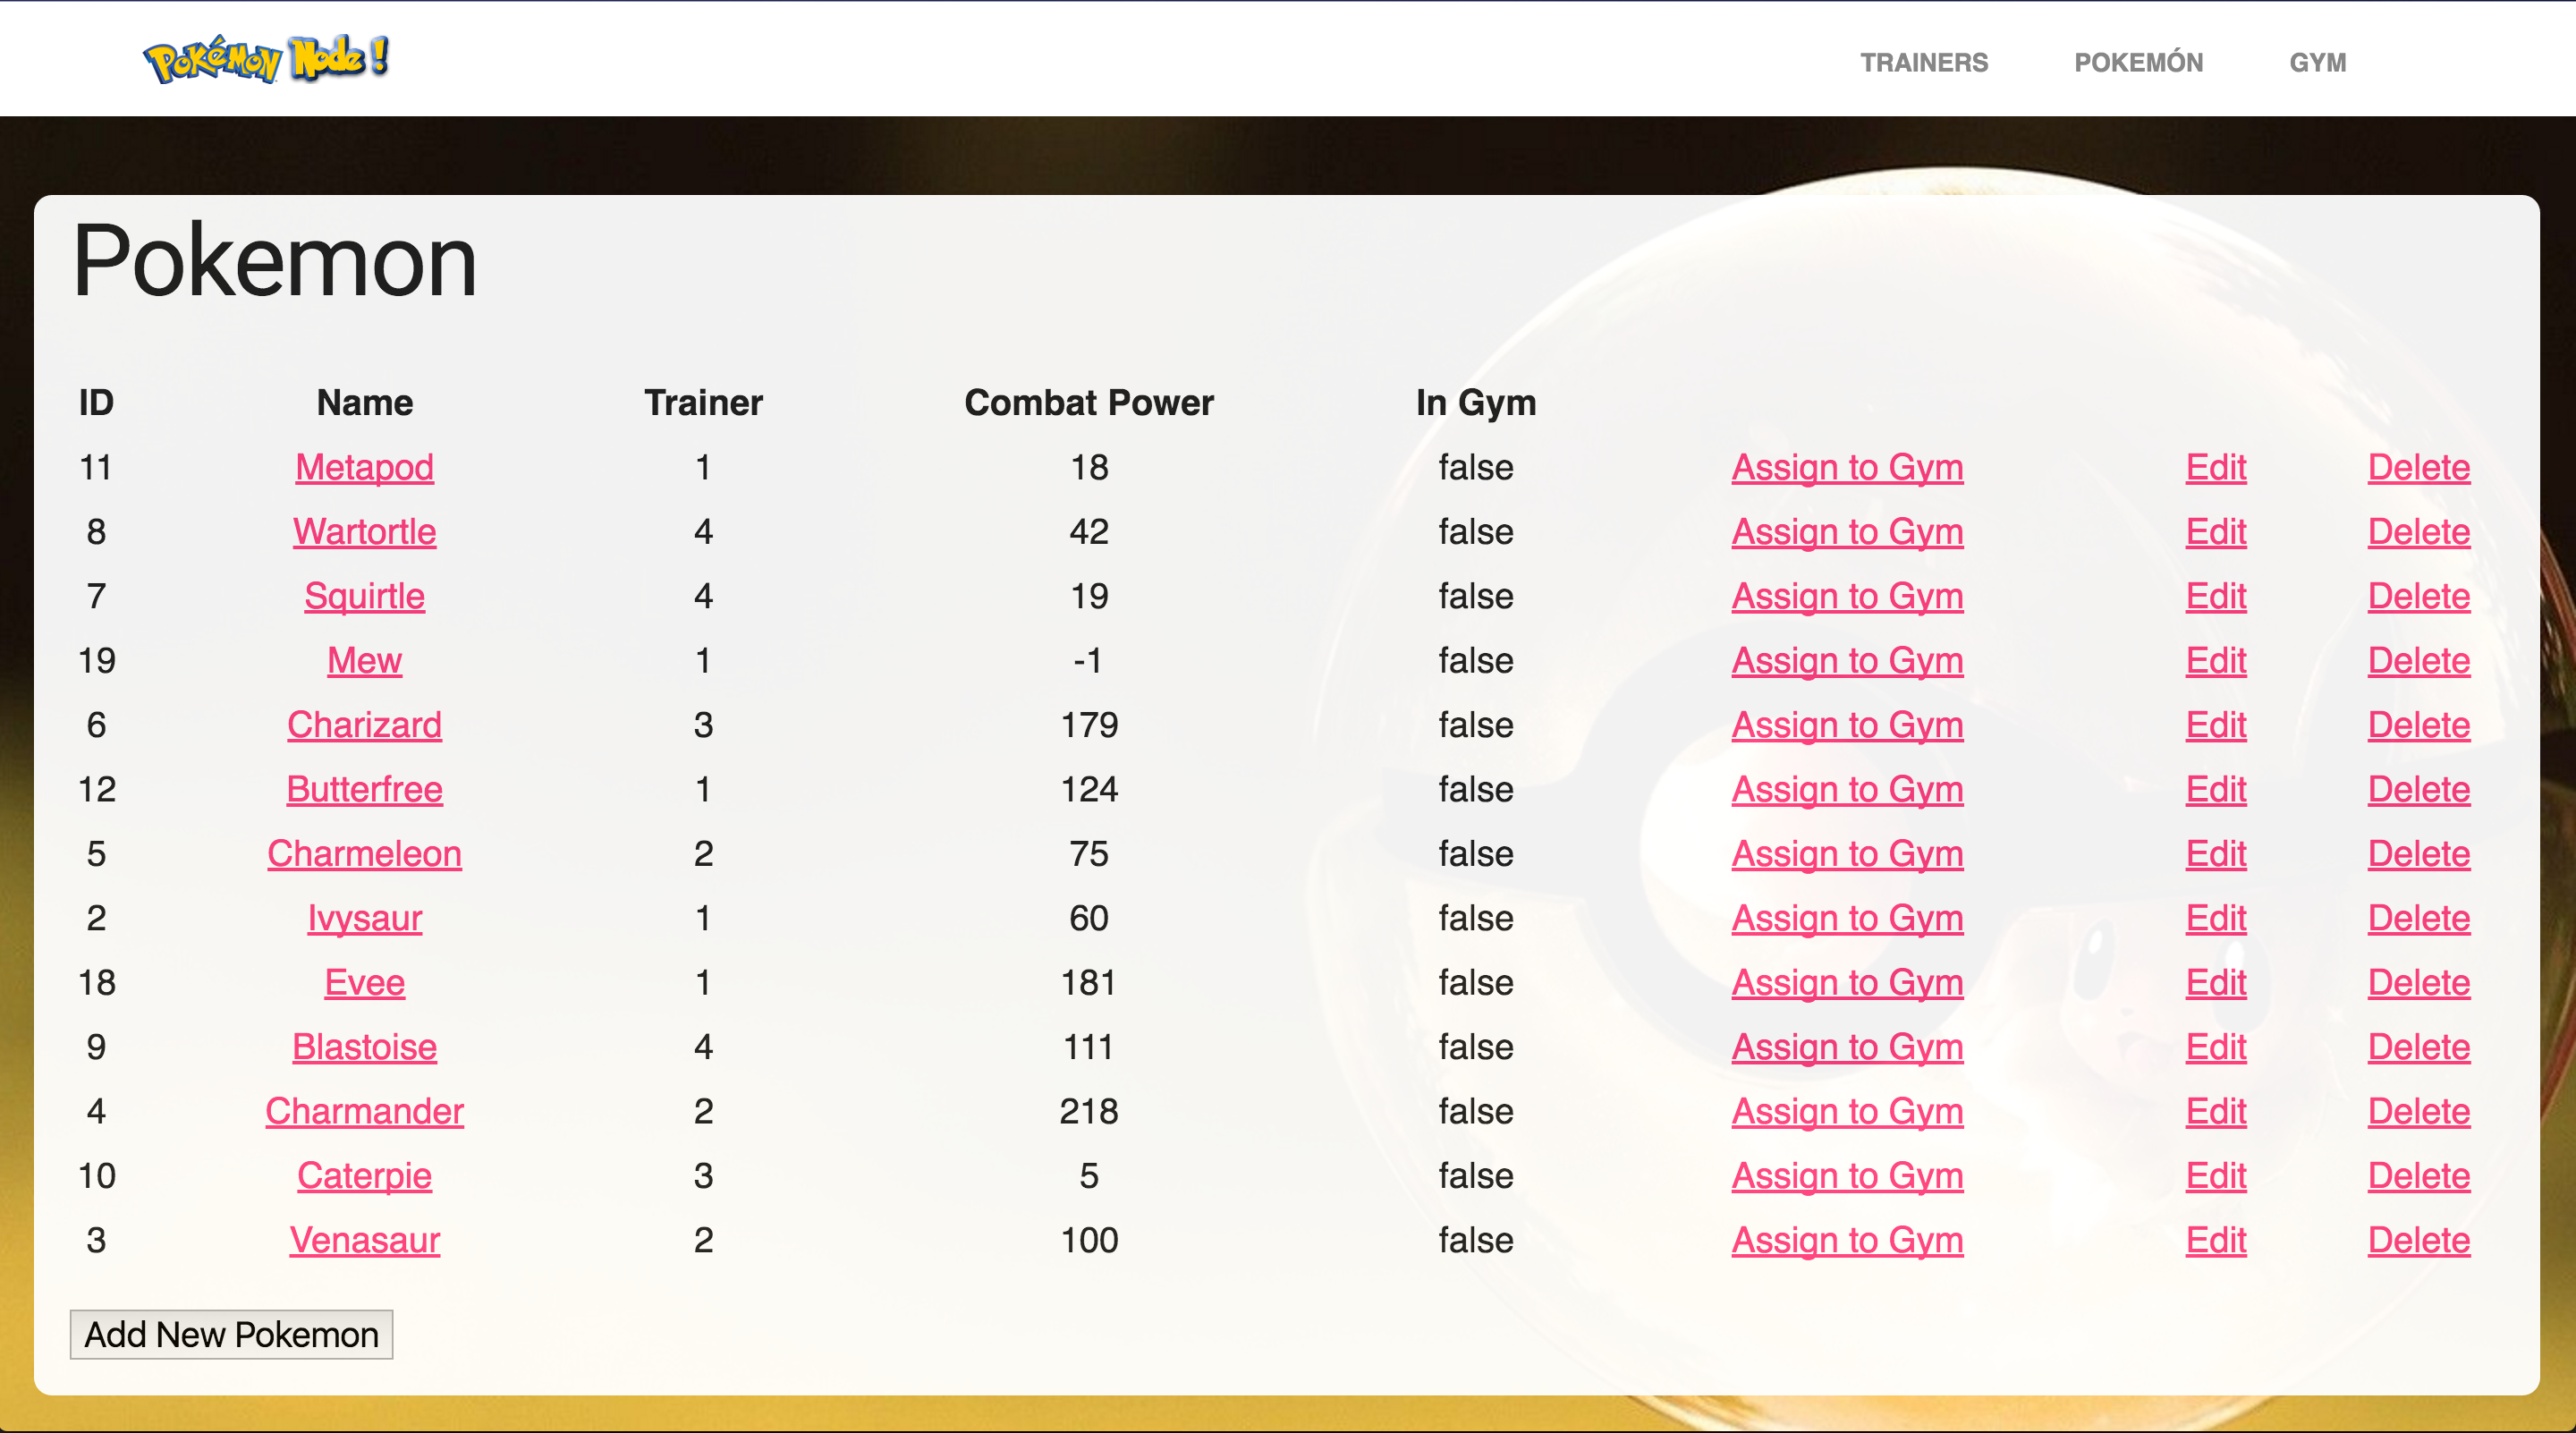 Pokémon Node!
TRAINERS POKEMÓN GYM
Pokemon
ID Name Trainer Combat Power In Gym
11 Metapod 1 18 false Assign to Gym Edit Delete
8 Wartortle 4 42 false Assign to Gym Edit Delete
7 Squirtle 4 19 false Assign to Gym Edit Delete
19 Mew 1 -1 false Assign to Gym Edit Delete
6 Charizard 3 179 false Assign to Gym Edit Delete
12 Butterfree 1 124 false Assign to Gym Edit Delete
5 Charmeleon 2 75 false Assign to Gym Edit Delete
2 Ivysaur 1 60 false Assign to Gym Edit Delete
18 Evee 1 181 false Assign to Gym Edit Delete
9 Blastoise 4 111 false Assign to Gym Edit Delete
4 Charmander 2 218 false Assign to Gym Edit Delete
10 Caterpie 3 5 false Assign to Gym Edit Delete
3 Venasaur 2 100 false Assign to Gym Edit Delete
Add New Pokemon